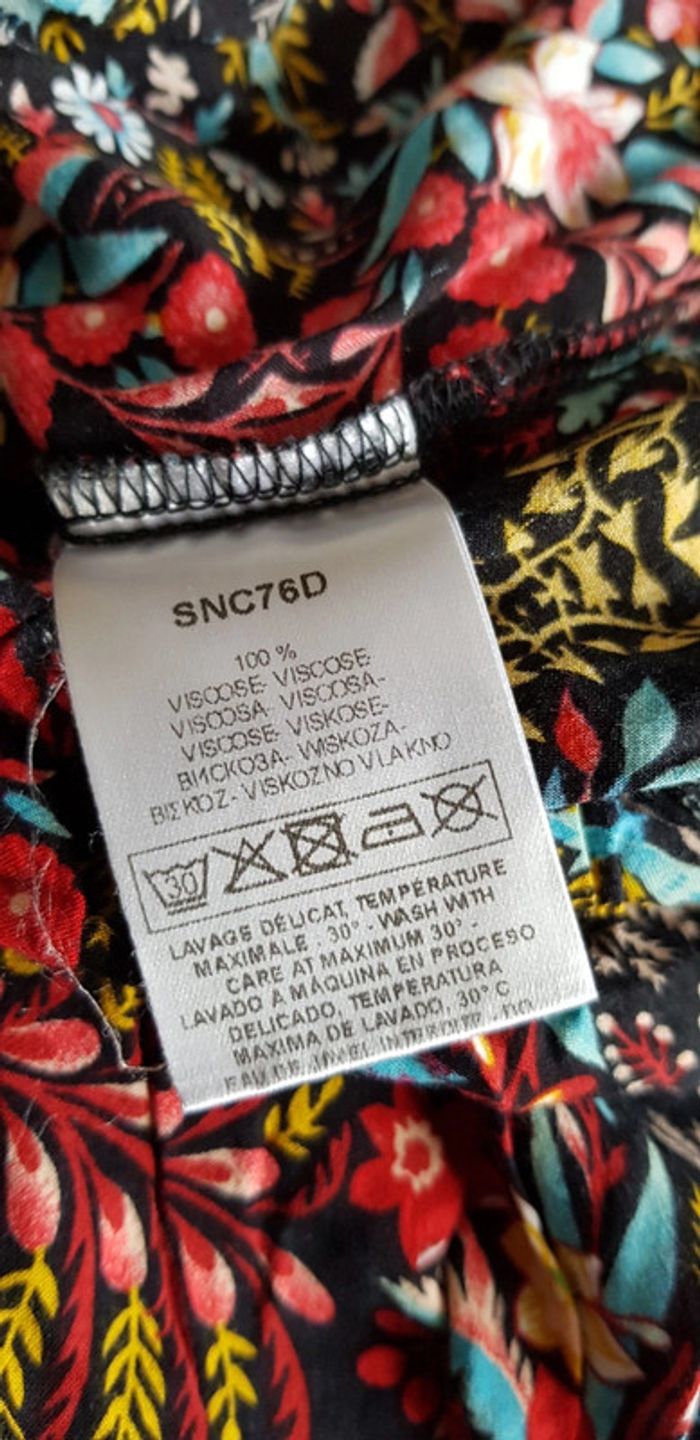 SNC76D
100 %
VISCOSE- VISCOSE-
VISCOSA- VISCOSA-
VISCOSE- VISKOSE-
ВИСКОЗА- WISKOZA-
ΒΙΣΚΟΖ- VISKOZNO VLAKNO
30
LAVAGE DÉLICAT, TEMPÉRATURE
MAXIMALE : 30° - WASH WITH
CARE AT MAXIMUM 30° -
LAVADO A MÁQUINA EN PROCESO
DELICADO, TEMPERATURA
MÁXIMA DE LAVADO, 30° C